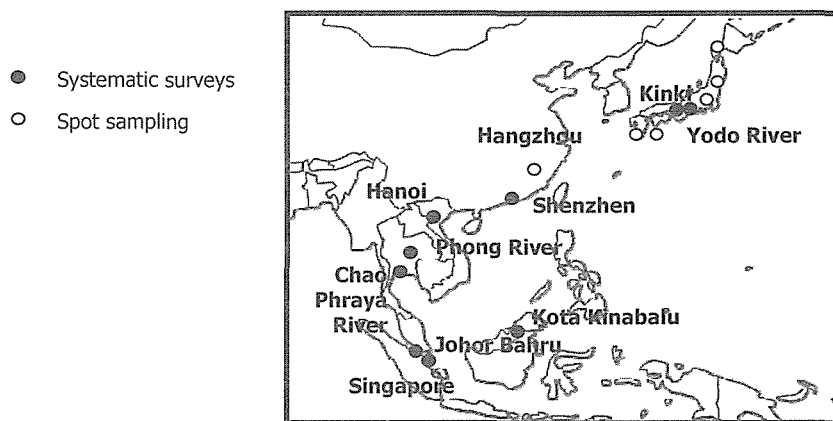 Systematic surveys
Spot sampling
Kinki
Hangzhou
Yodo River
Hanoi
Shenzhen
Phong River
Chao
Phraya
River
Kota Kinabalu
Johor Bahru
Singapore